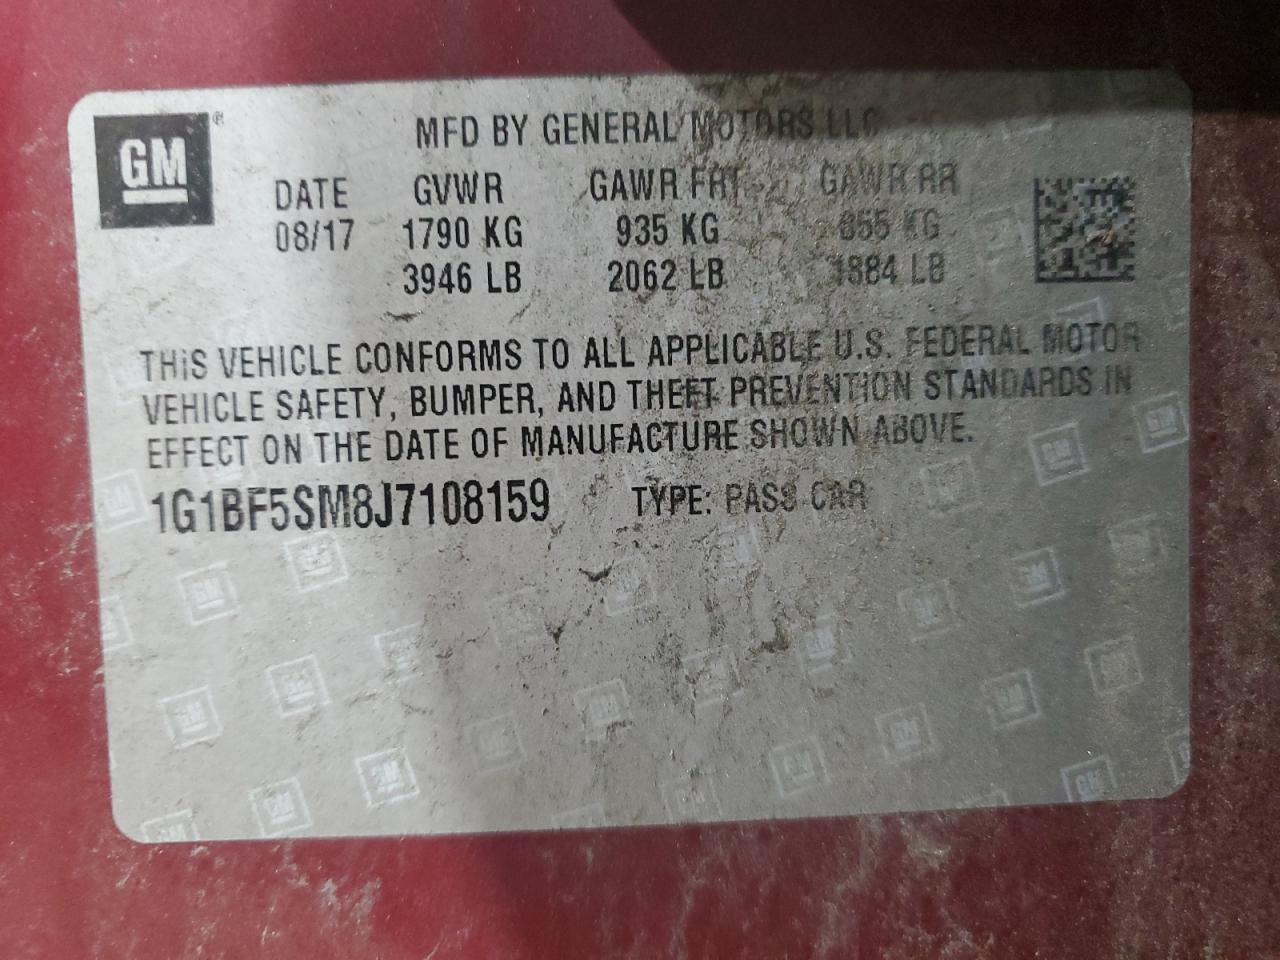 GM®
MFD BY GENERAL MOTORS LLC
DATE GVWR GAWR FRT GAWR RR
08/17 1790 KG 935 KG 855 KG
3946 LB 2062 LB 1884 LB
THIS VEHICLE CONFORMS TO ALL APPLICABLE U.S. FEDERAL MOTOR
VEHICLE SAFETY, BUMPER, AND THEFT PREVENTION STANDARDS IN
EFFECT ON THE DATE OF MANUFACTURE SHOWN ABOVE.
1G1BF5SM8J7108159 TYPE: PASS CAR